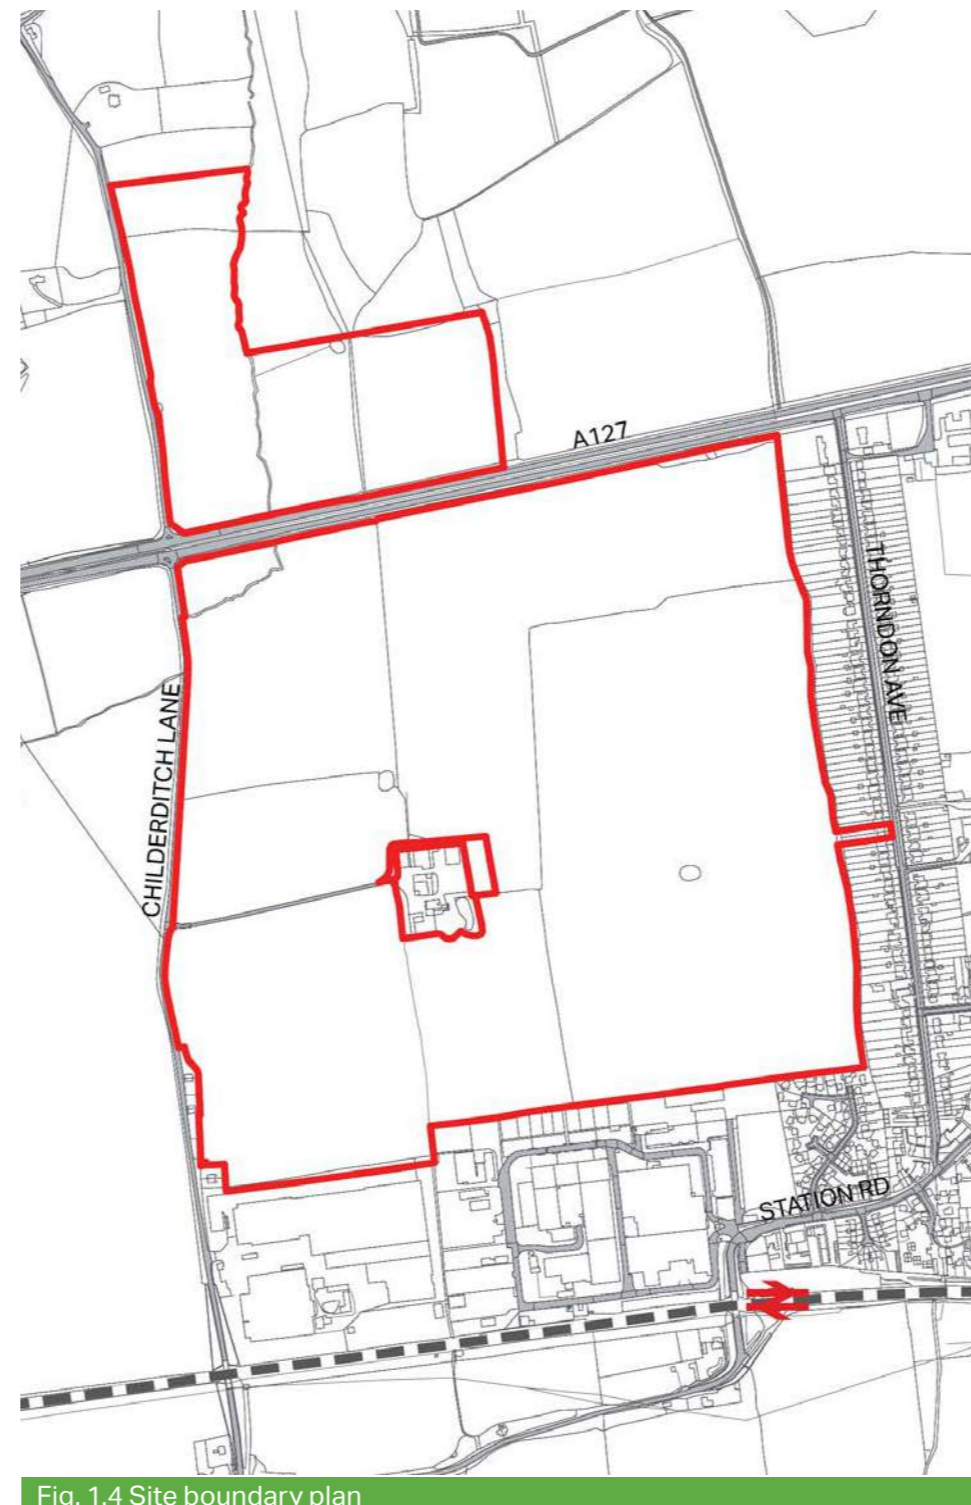 A127
THORNDON AVE
CHILDERDITCH LANE
STATION RD
Fig. 1.4 Site boundary plan